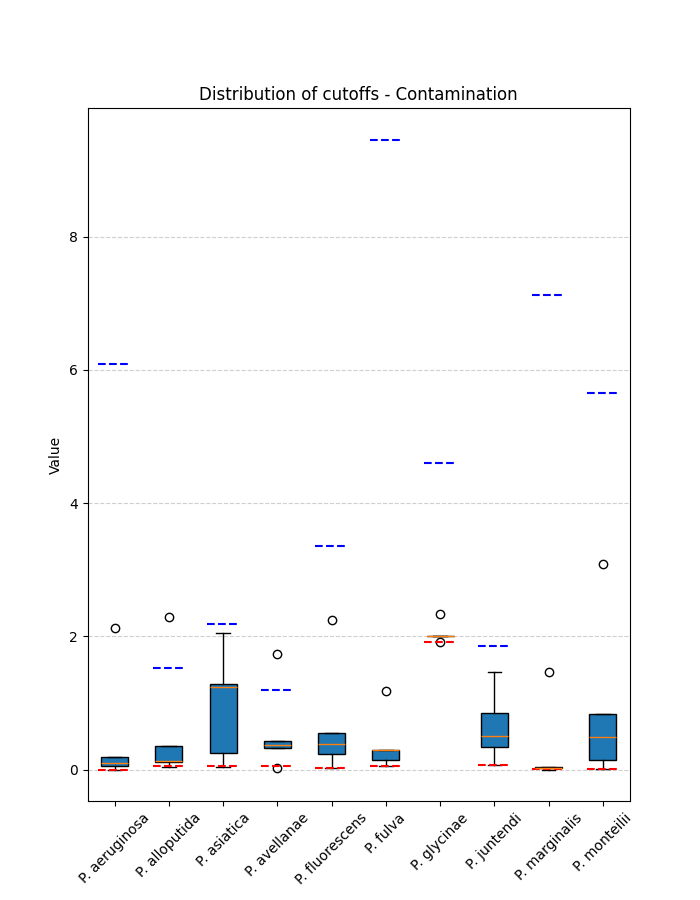 Distribution of cutoffs - Contamination
Value
8
6
4
2
0
P. aeruginosa
P. alloputida
P. asiatica
P. avellanae
P. fluorescens
P. fulva
P. glycinae
P. juntendi
P. marginalis
P. monteilii